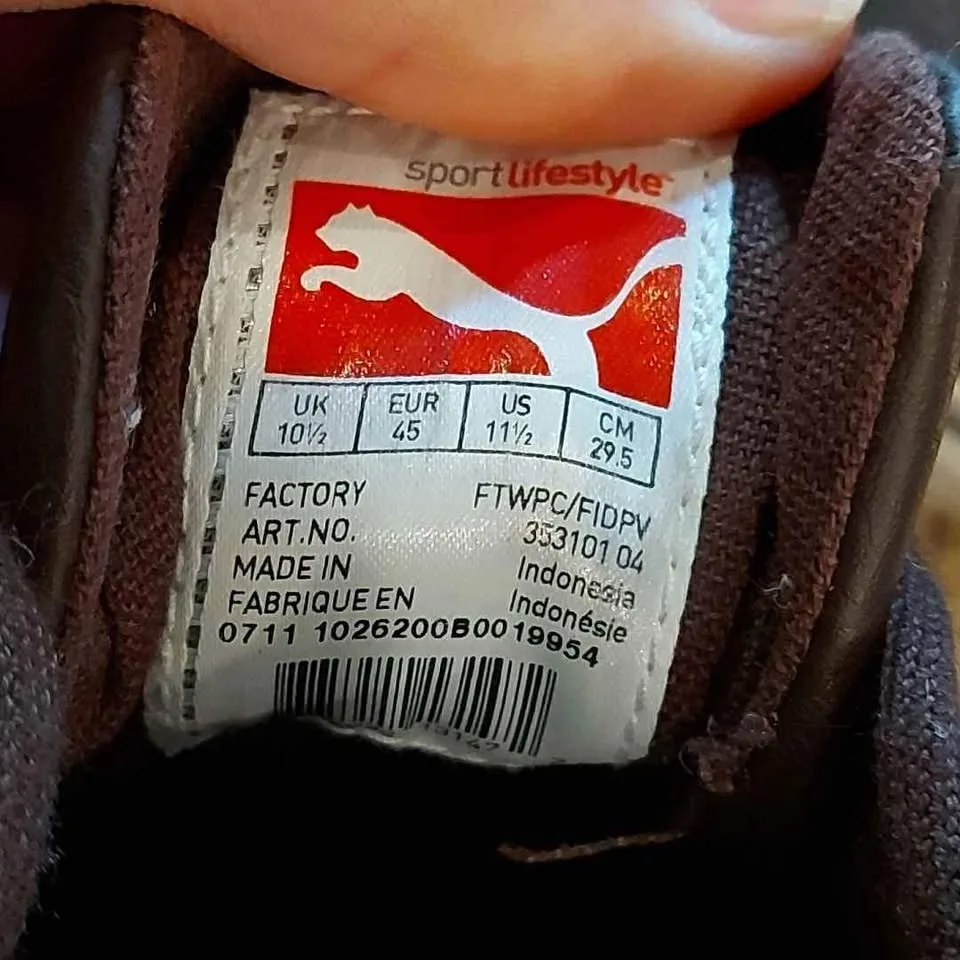 sportlifestyle
UK EUR US CM
10½ 45 11½ 29.5
FACTORY FTWPC/FIDPV
ART.NO. 353101 04
MADE IN Indonesia
FABRIQUE EN Indonésie
0711 1026200B0019954